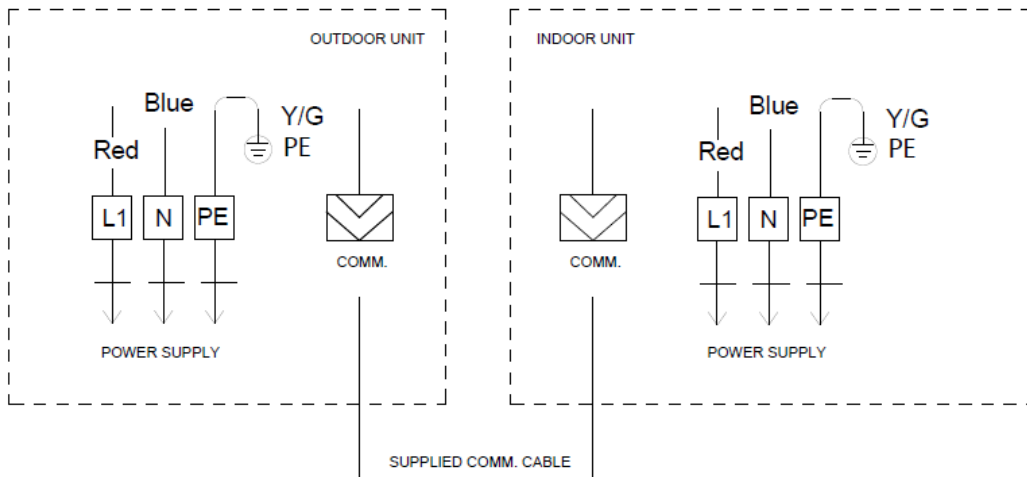 OUTDOOR UNIT
Blue
Y/G
PE
Red
L1 N PE
COMM.
POWER SUPPLY
INDOOR UNIT
Blue
Y/G
PE
Red
COMM.
L1 N PE
POWER SUPPLY
SUPPLIED COMM. CABLE